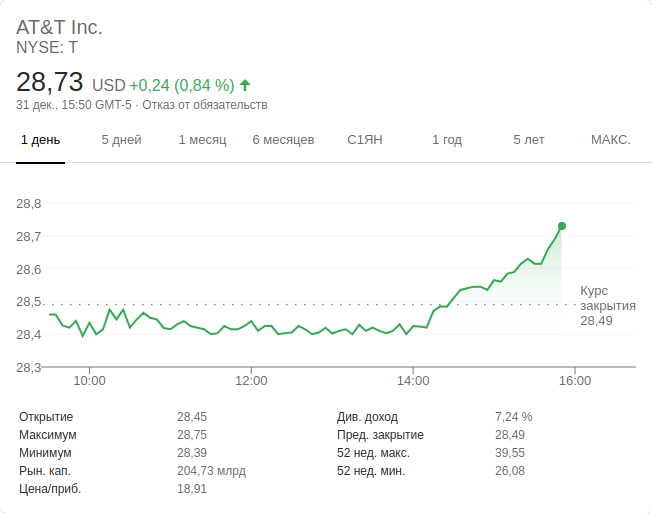 AT&T Inc.
NYSE: T
28,73 USD +0,24 (0,84 %)
31 дек., 15:50 GMT-5 · Отказ от обязательств
1 день 5 дней 1 месяц 6 месяцев С1ЯН 1 год 5 лет МАКС.
28,8
28,7
28,6
28,5
28,4
28,3
Курс
закрытия
28,49
10:00 12:00 14:00 16:00
Открытие 28,45 Див. доход 7,24 %
Максимум 28,75 Пред. закрытие 28,49
Минимум 28,39 52 нед. макс. 39,55
Рын. кап. 204,73 млрд 52 нед. мин. 26,08
Цена/приб. 18,91